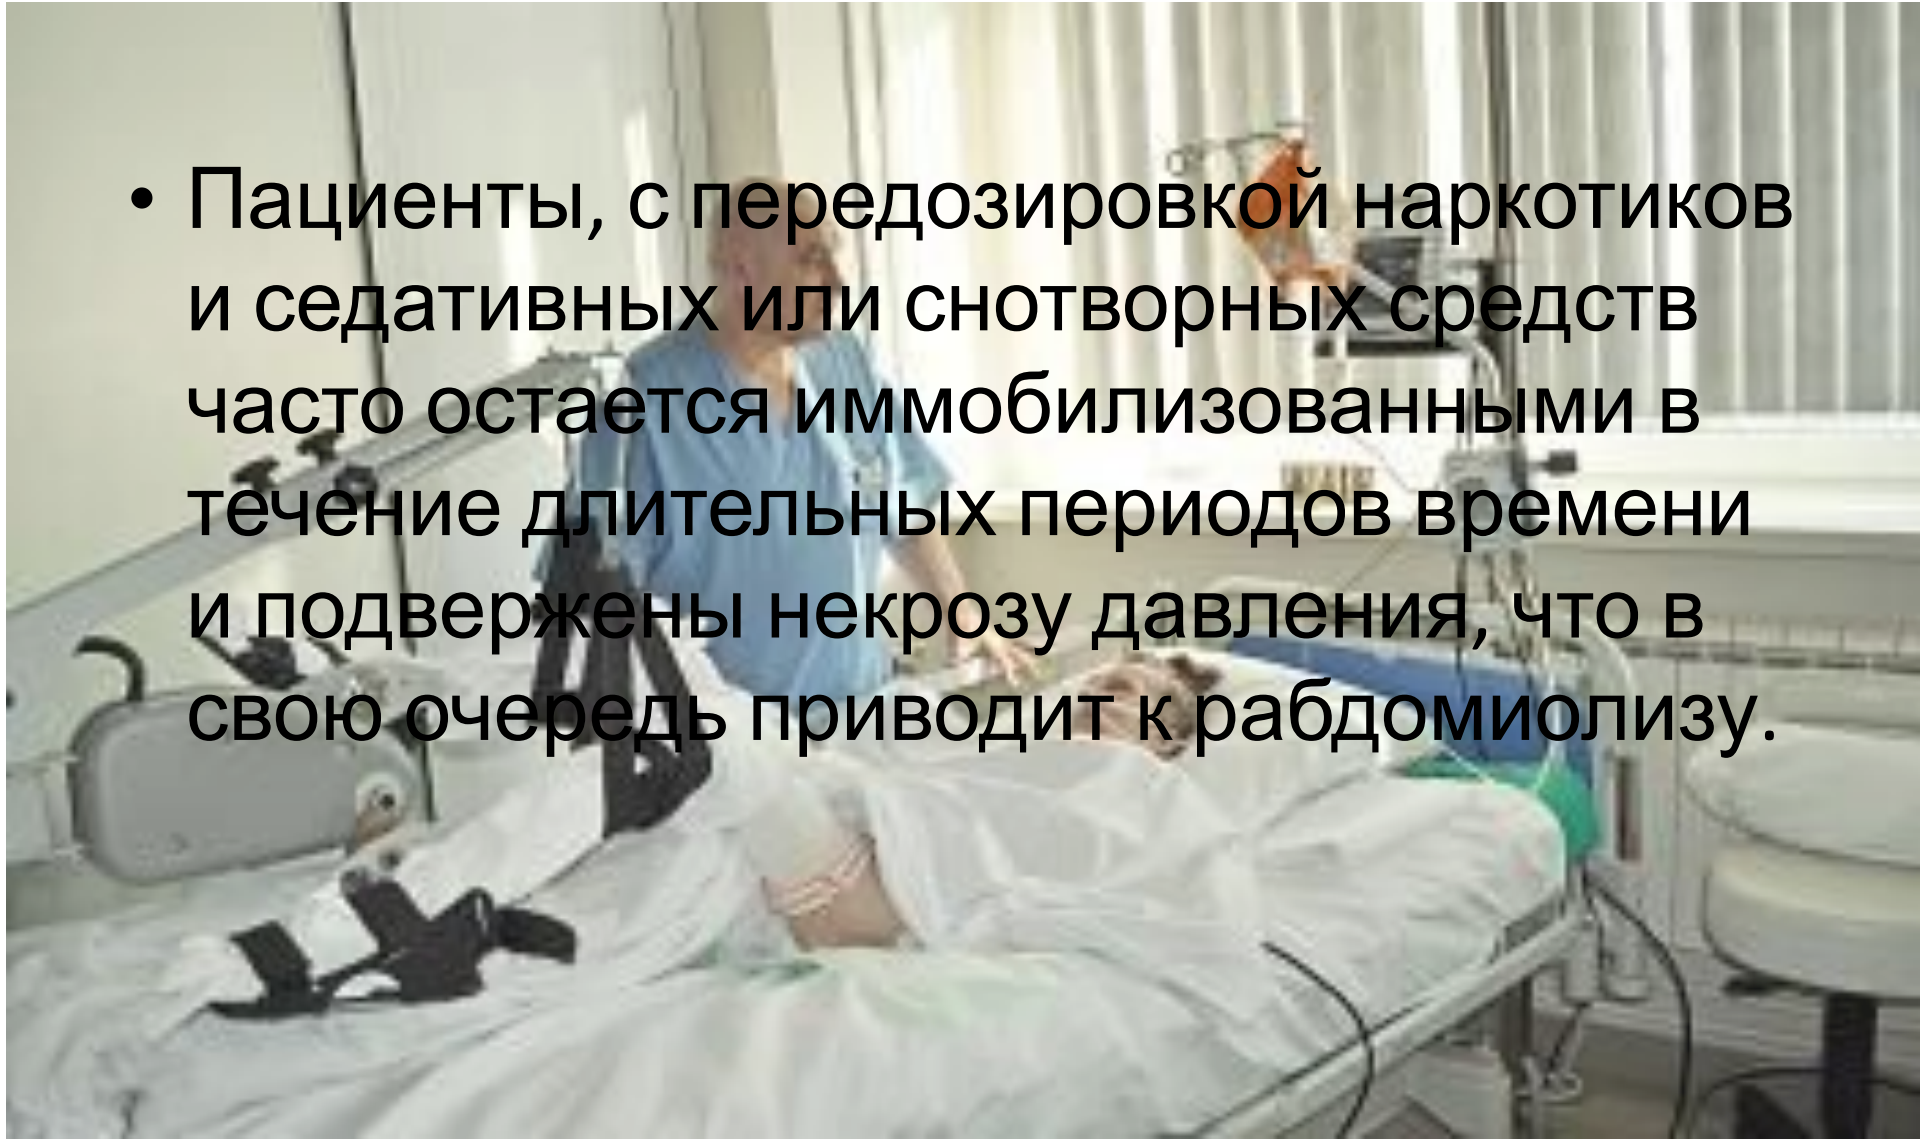 • Пациенты, с передозировкой наркотиков
и седативных или снотворных средств
часто остается иммобилизованными в
течение длительных периодов времени
и подвержены некрозу давления, что в
свою очередь приводит к рабдомиолизу.